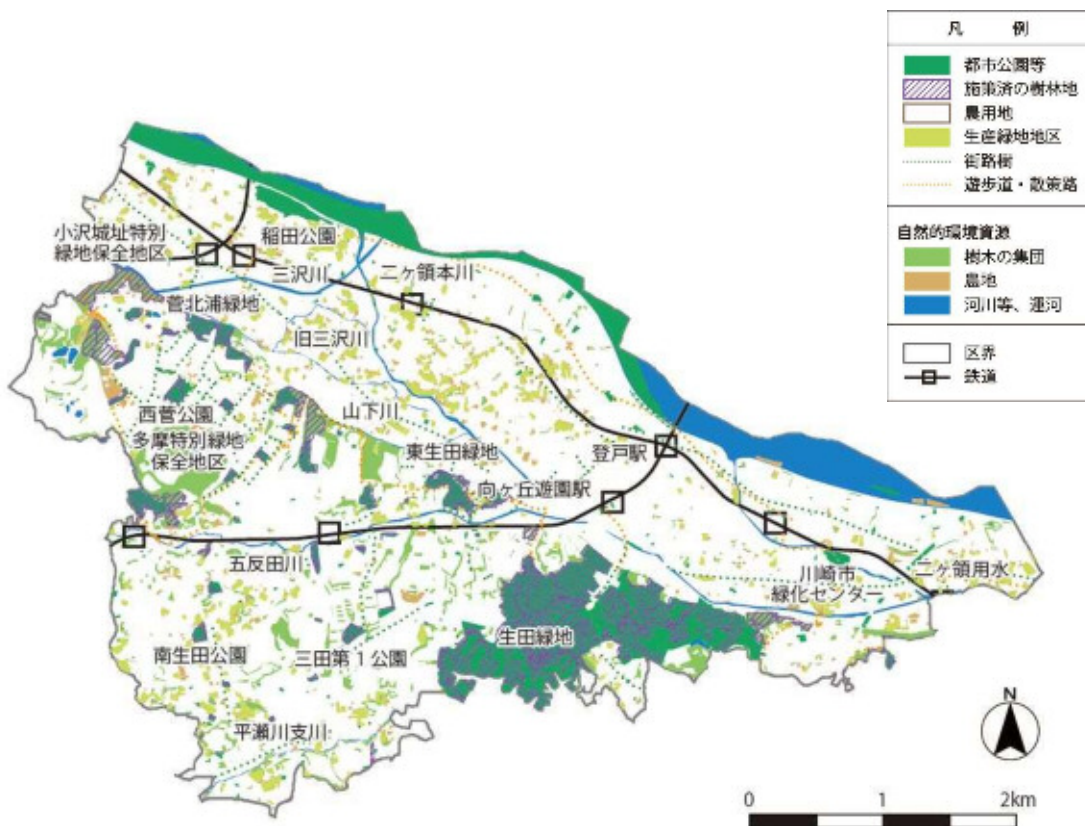 凡 例
都市公園等
施策済の樹林地
農用地
生産緑地地区
街路樹
遊歩道・散策路
自然的環境資源
樹木の集団
農地
河川等、運河
区界
鉄道
小沢城址特別
緑地保全地区
稲田公園
三沢川
二ヶ領本川
菅北浦緑地
旧三沢川
西菅公園
多摩特別緑地
保全地区
山下川
東生田緑地
登戸駅
向ヶ丘遊園駅
五反田川
川崎市
緑化センター
二ヶ領用水
生田緑地
南生田公園
三田第1公園
平瀬川支川
N
0 1 2km